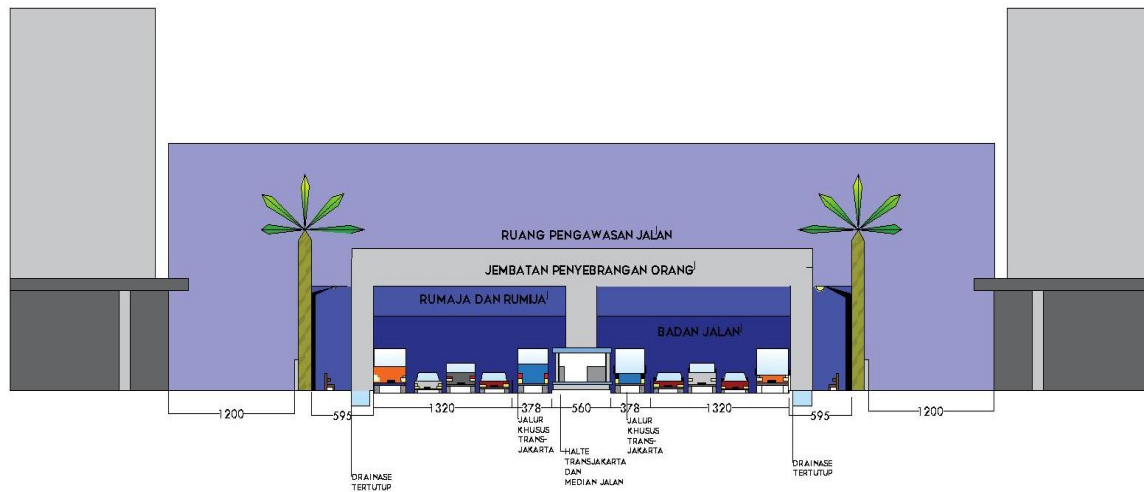 RUANG PENGAWASAN JALAN
JEMBATAN PENYEBRANGAN ORANG
RUMAJA DAN RUMIJA
BADAN JALAN
1200
595
1320
378
560
378
1320
595
1200
JALUR
KHUSUS
TRANS-
JAKARTA
HALTE
TRANSJAKARTA
DAN
MEDIAN JALAN
JALUR
KHUSUS
TRANS-
JAKARTA
DRAINASE
TERTUTUP
DRAINASE
TERTUTUP